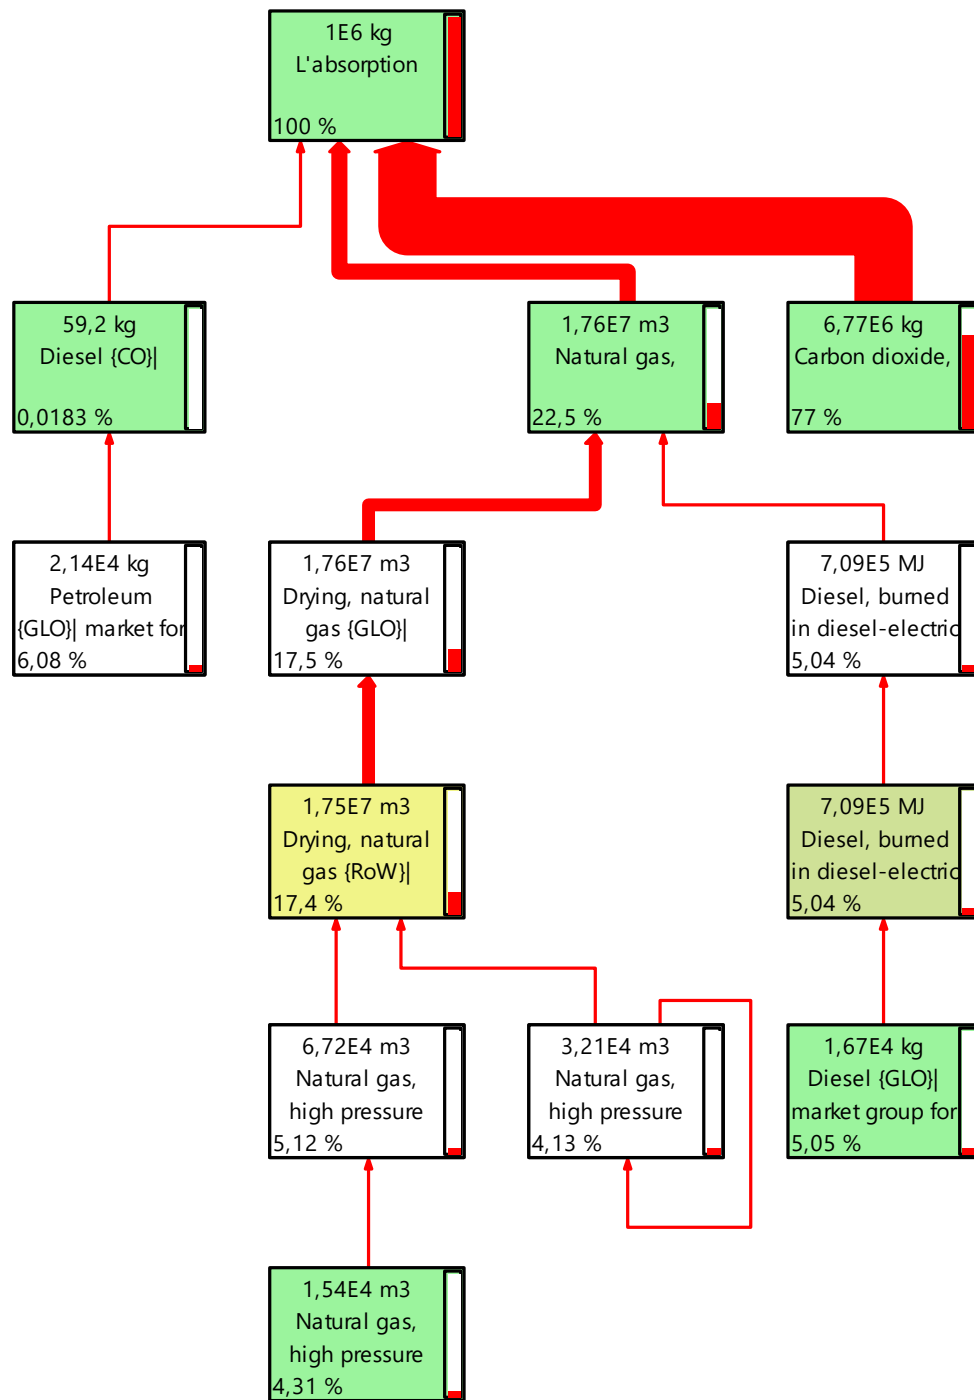 1E6 kg
L'absorption
100 %
59,2 kg
Diesel {CO}|
0,0183 %
1,76E7 m3
Natural gas,
22,5 %
6,77E6 kg
Carbon dioxide,
77 %
2,14E4 kg
Petroleum
{GLO}| market for
6,08 %
1,76E7 m3
Drying, natural
gas {GLO}|
17,5 %
7,09E5 MJ
Diesel, burned
in diesel-electric
5,04 %
1,75E7 m3
Drying, natural
gas {RoW}|
17,4 %
7,09E5 MJ
Diesel, burned
in diesel-electric
5,04 %
6,72E4 m3
Natural gas,
high pressure
5,12 %
3,21E4 m3
Natural gas,
high pressure
4,13 %
1,67E4 kg
Diesel {GLO}|
market group for
5,05 %
1,54E4 m3
Natural gas,
high pressure
4,31 %